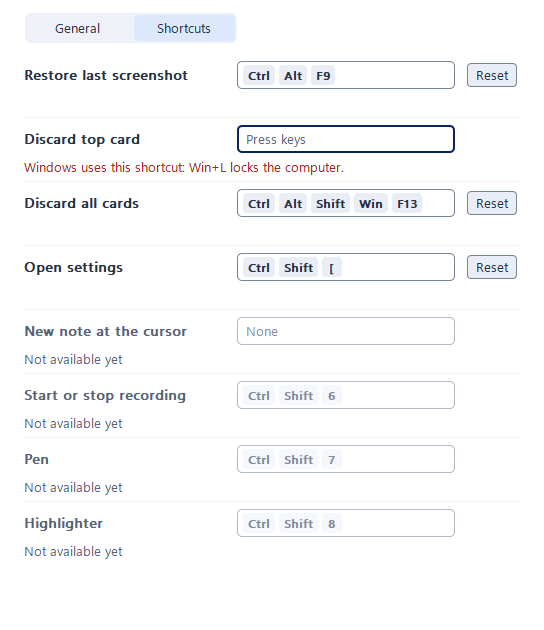 General Shortcuts
Restore last screenshot Ctrl Alt F9 Reset
Discard top card Press keys
Windows uses this shortcut: Win+L locks the computer.
Discard all cards Ctrl Alt Shift Win F13 Reset
Open settings Ctrl Shift [ Reset
New note at the cursor None
Not available yet
Start or stop recording Ctrl Shift 6
Not available yet
Pen Ctrl Shift 7
Not available yet
Highlighter Ctrl Shift 8
Not available yet